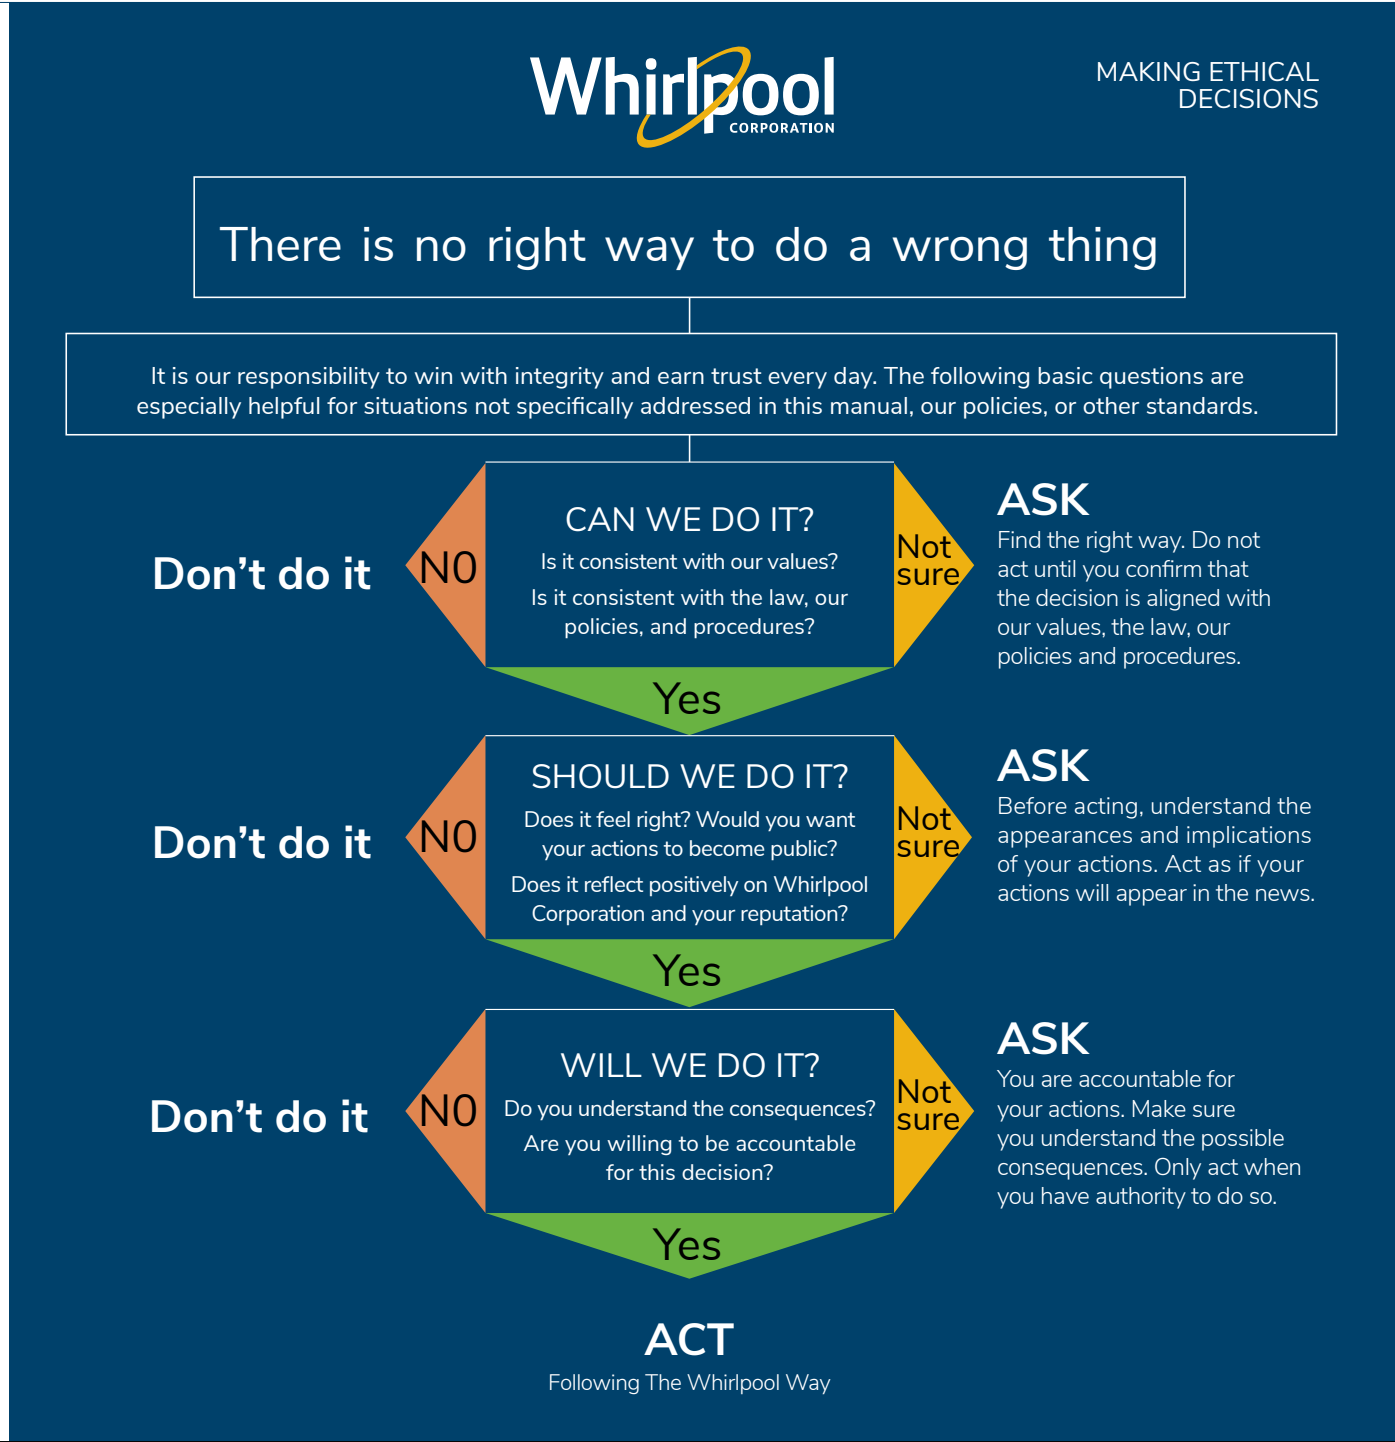 Whirlpool
CORPORATION
MAKING ETHICAL
DECISIONS
There is no right way to do a wrong thing
It is our responsibility to win with integrity and earn trust every day. The following basic questions are
especially helpful for situations not specifically addressed in this manual, our policies, or other standards.
Don't do it
N0
CAN WE DO IT?
Is it consistent with our values?
Is it consistent with the law, our
policies, and procedures?
Not
sure
ASK
Find the right way. Do not
act until you confirm that
the decision is aligned with
our values, the law, our
policies and procedures.
Yes
Don't do it
N0
SHOULD WE DO IT?
Does it feel right? Would you want
your actions to become public?
Does it reflect positively on Whirlpool
Corporation and your reputation?
Not
sure
ASK
Before acting, understand the
appearances and implications
of your actions. Act as if your
actions will appear in the news.
Yes
Don't do it
N0
WILL WE DO IT?
Do you understand the consequences?
Are you willing to be accountable
for this decision?
Not
sure
ASK
You are accountable for
your actions. Make sure
you understand the possible
consequences. Only act when
you have authority to do so.
Yes
ACT
Following The Whirlpool Way